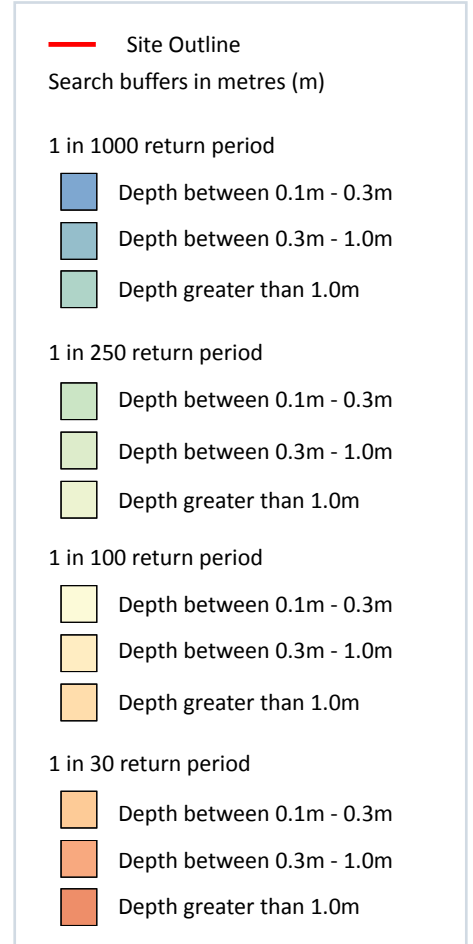 Site Outline
Search buffers in metres (m)
1 in 1000 return period
Depth between 0.1m - 0.3m
Depth between 0.3m - 1.0m
Depth greater than 1.0m
1 in 250 return period
Depth between 0.1m - 0.3m
Depth between 0.3m - 1.0m
Depth greater than 1.0m
1 in 100 return period
Depth between 0.1m - 0.3m
Depth between 0.3m - 1.0m
Depth greater than 1.0m
1 in 30 return period
Depth between 0.1m - 0.3m
Depth between 0.3m - 1.0m
Depth greater than 1.0m